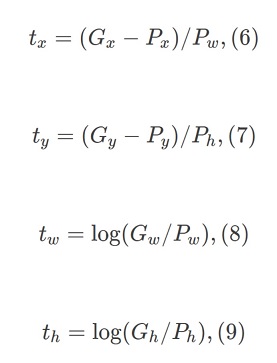 t_x = (G_x − P_x)/P_w, (6)
t_y = (G_y − P_y)/P_h, (7)
t_w = log(G_w/P_w), (8)
t_h = log(G_h/P_h), (9)